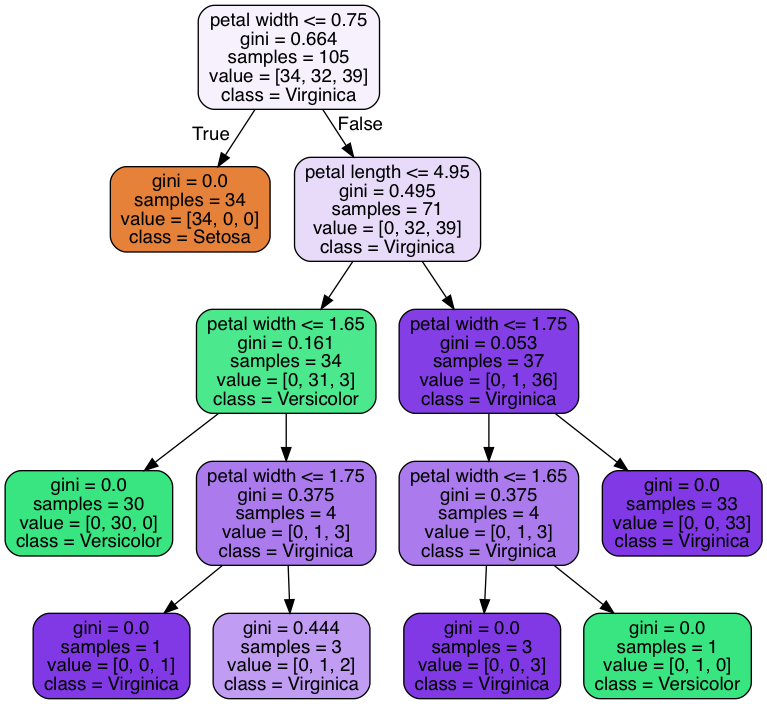 petal width <= 0.75
gini = 0.664
samples = 105
value = [34, 32, 39]
class = Virginica
True
False
gini = 0.0
samples = 34
value = [34, 0, 0]
class = Setosa
petal length <= 4.95
gini = 0.495
samples = 71
value = [0, 32, 39]
class = Virginica
petal width <= 1.65
gini = 0.161
samples = 34
value = [0, 31, 3]
class = Versicolor
petal width <= 1.75
gini = 0.053
samples = 37
value = [0, 1, 36]
class = Virginica
gini = 0.0
samples = 30
value = [0, 30, 0]
class = Versicolor
petal width <= 1.75
gini = 0.375
samples = 4
value = [0, 1, 3]
class = Virginica
petal width <= 1.65
gini = 0.375
samples = 4
value = [0, 1, 3]
class = Virginica
gini = 0.0
samples = 33
value = [0, 0, 33]
class = Virginica
gini = 0.0
samples = 1
value = [0, 0, 1]
class = Virginica
gini = 0.444
samples = 3
value = [0, 1, 2]
class = Virginica
gini = 0.0
samples = 3
value = [0, 0, 3]
class = Virginica
gini = 0.0
samples = 1
value = [0, 1, 0]
class = Versicolor